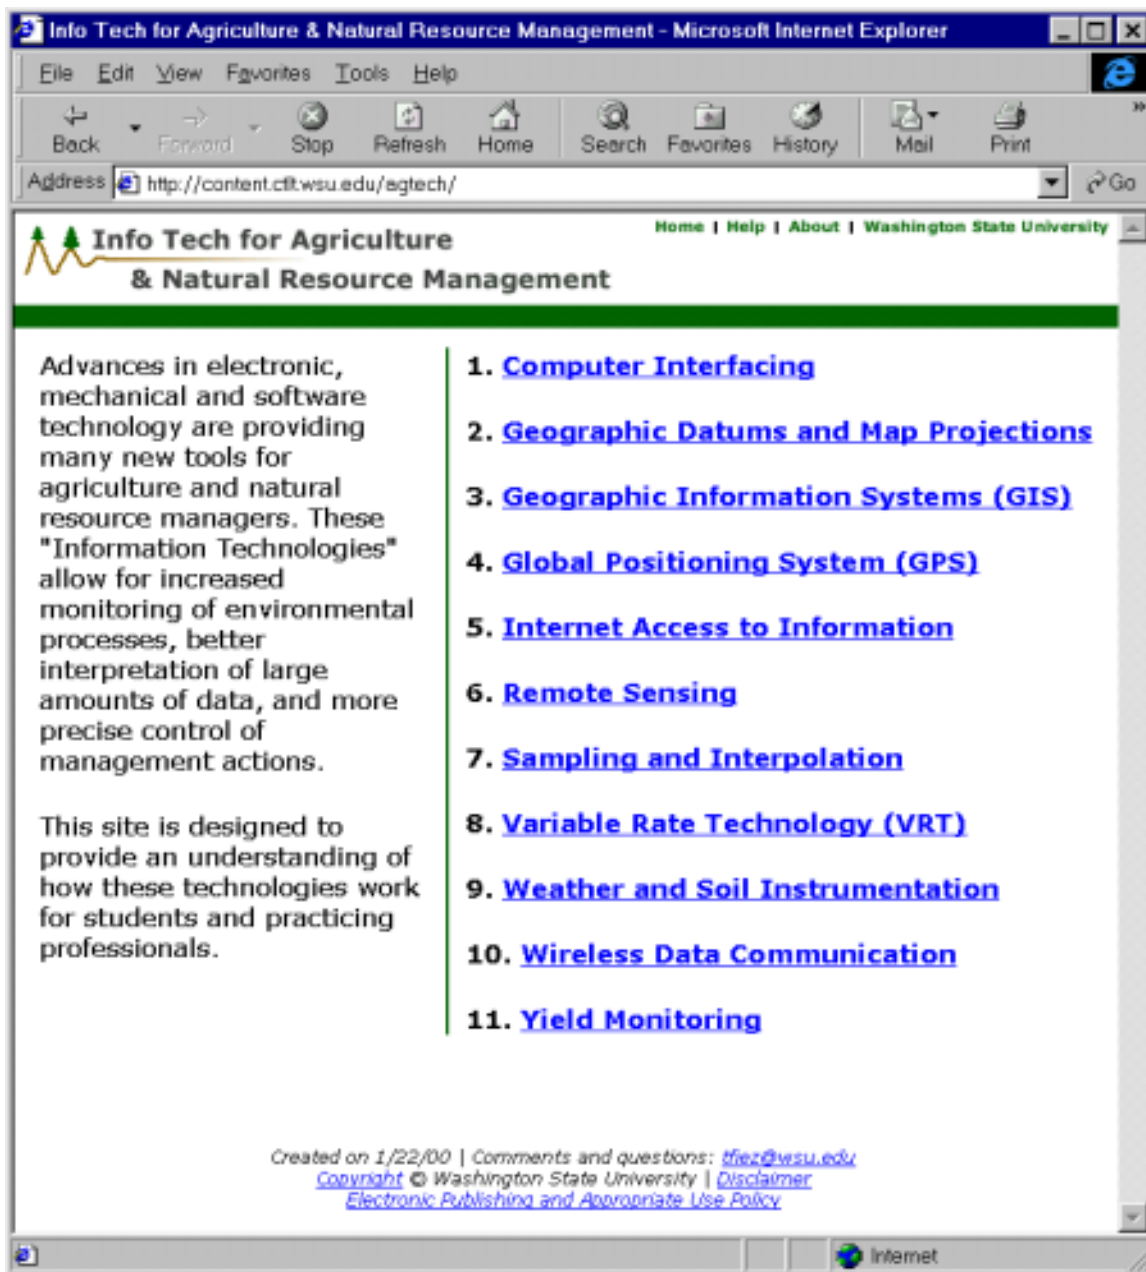 Info Tech for Agriculture & Natural Resource Management - Microsoft Internet Explorer
File Edit View Favorites Tools Help
Back Forward Stop Refresh Home Search Favorites History Mail Print »
Address http://content.cflt.wsu.edu/agtech/ Go
Home | Help | About | Washington State University
Info Tech for Agriculture
& Natural Resource Management
Advances in electronic,
mechanical and software
technology are providing
many new tools for
agriculture and natural
resource managers. These
"Information Technologies"
allow for increased
monitoring of environmental
processes, better
interpretation of large
amounts of data, and more
precise control of
management actions.
This site is designed to
provide an understanding of
how these technologies work
for students and practicing
professionals.
1. Computer Interfacing
2. Geographic Datums and Map Projections
3. Geographic Information Systems (GIS)
4. Global Positioning System (GPS)
5. Internet Access to Information
6. Remote Sensing
7. Sampling and Interpolation
8. Variable Rate Technology (VRT)
9. Weather and Soil Instrumentation
10. Wireless Data Communication
11. Yield Monitoring
Created on 1/22/00 | Comments and questions: tfiez@wsu.edu
Copyright © Washington State University | Disclaimer
Electronic Publishing and Appropriate Use Policy
Internet